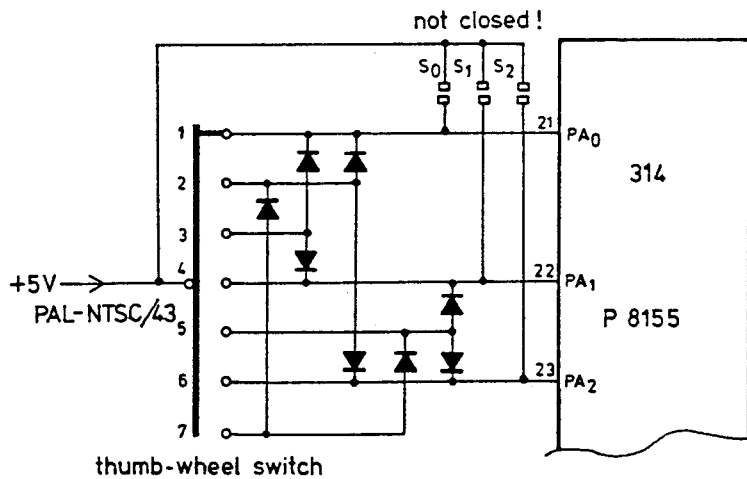 not closed!
S0 S1 S2
1
21 PA0
314
2
3
4
+5V
22 PA1
PAL-NTSC/43
5
P 8155
6
23 PA2
7
thumb-wheel switch